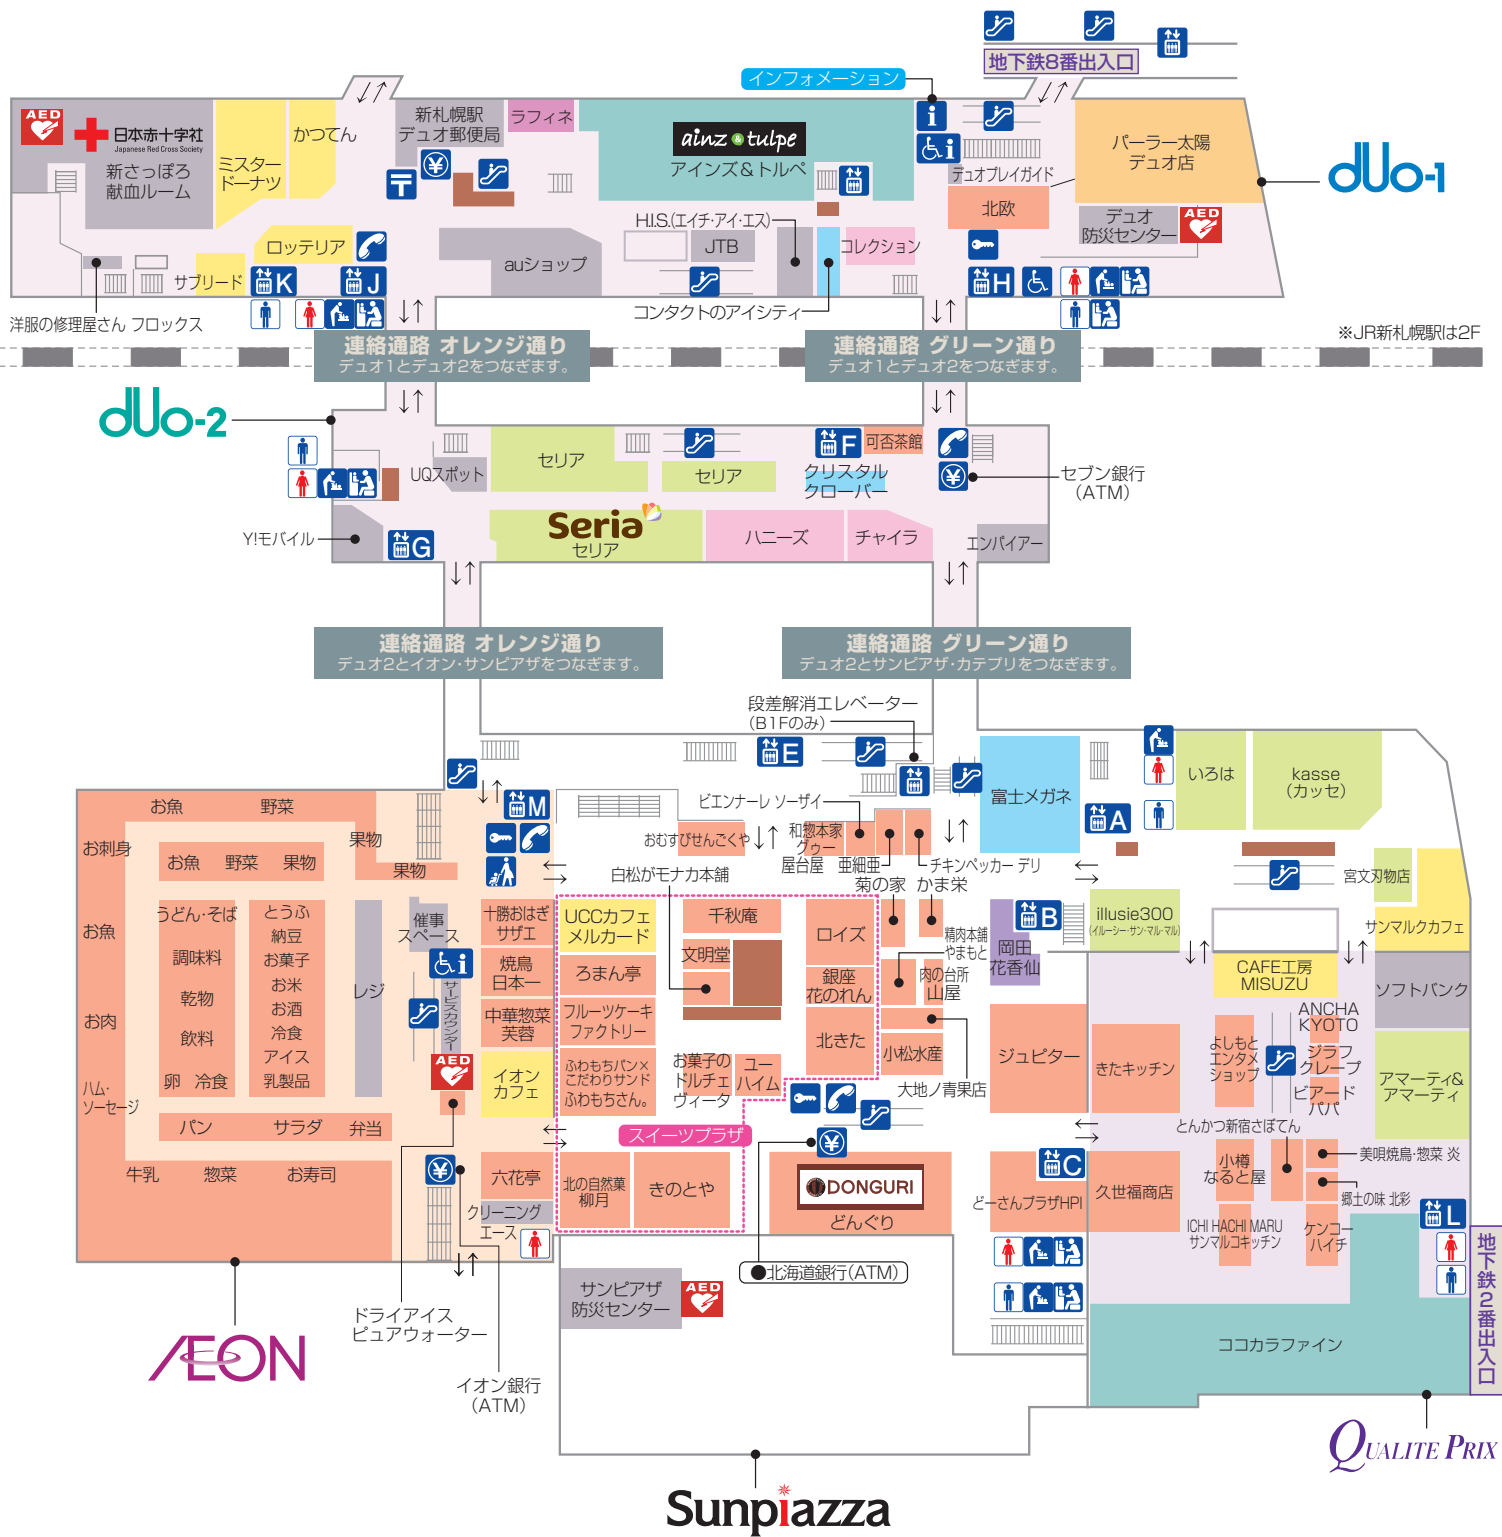 地下鉄8番出入口
インフォメーション
AED
日本赤十字社
Japanese Red Cross Society
新さっぽろ
献血ルーム
ミスター
ドーナツ
かつてん
新札幌駅
デュオ郵便局
ラフィネ
ainz & tulpe
アインズ&トルペ
デュオプレイガイド
パーラー太陽
デュオ店
duo-1
北欧
デュオ
防災センター
AED
ロッテリア
サブリード
K
J
auショップ
H.I.S.(エイチ・アイ・エス)
JTB
コレクション
H
洋服の修理屋さん フロックス
コンタクトのアイシティ
※JR新札幌駅は2F
連絡通路 オレンジ通り
デュオ1とデュオ2をつなぎます。
連絡通路 グリーン通り
デュオ1とデュオ2をつなぎます。
duo-2
UQスポット
セリア
セリア
F
可否茶館
クリスタル
クローバー
セブン銀行
(ATM)
Y!モバイル
G
Seria
セリア
ハニーズ
チャイラ
エンパイアー
連絡通路 オレンジ通り
デュオ2とイオン・サンピアザをつなぎます。
連絡通路 グリーン通り
デュオ2とサンピアザ・カテプリをつなぎます。
段差解消エレベーター
(B1Fのみ)
E
富士メガネ
いろは
kasse
(カッセ)
A
M
ビエンナーレ ソーザイ
おむすびせんごくや
和惣本家
グゥー
屋台屋
亜細亜
チキンペッカー デリ
菊の家
かま栄
白松がモナカ本舗
お魚
野菜
果物
お刺身
お魚
野菜
果物
果物
うどん・そば
とうふ
納豆
お菓子
お米
お酒
冷食
アイス
乳製品
調味料
乾物
飲料
卵
冷食
お魚
お肉
ハム・
ソーセージ
レジ
催事
スペース
サービスカウンター
AED
パン
サラダ
弁当
牛乳
惣菜
お寿司
十勝おはぎ
サザエ
焼鳥
日本一
中華惣菜
芙蓉
イオン
カフェ
六花亭
クリーニング
エース
UCCカフェ
メルカード
ろまん亭
フルーツケーキ
ファクトリー
ふわもちパン×
こだわりサンド
ふわもちさん。
千秋庵
文明堂
お菓子の
ドルチェ
ヴィータ
ユー
ハイム
ロイズ
銀座
花のれん
北きた
スイーツプラザ
北の自然菓
柳月
きのとや
精肉本舗
やまもと
肉の台所
山屋
小松水産
大地ノ青果店
DONGURI
どんぐり
B
岡田
花香仙
illusie300
(イルーシー・サン・マル・マル)
宮文刃物店
サンマルクカフェ
CAFE工房
MISUZU
ソフトバンク
ANCHA
KYOTO
よしもと
エンタメ
ショップ
ジラフ
クレープ
ビアード
パパ
アマーティ&
アマーティ
ジュピター
きたキッチン
とんかつ新宿さぼてん
C
どーさんプラザHPI
久世福商店
小樽
なると屋
美唄焼鳥・惣菜 炎
郷土の味 北彩
ICHI HACHI MARU
サンマルコキッチン
ケンコー
ハイチ
L
地下鉄2番出入口
ココカラファイン
サンピアザ
防災センター
AED
北海道銀行(ATM)
ドライアイス
ピュアウォーター
イオン銀行
(ATM)
ÆON
QUALITE PRIX
Sunpiazza